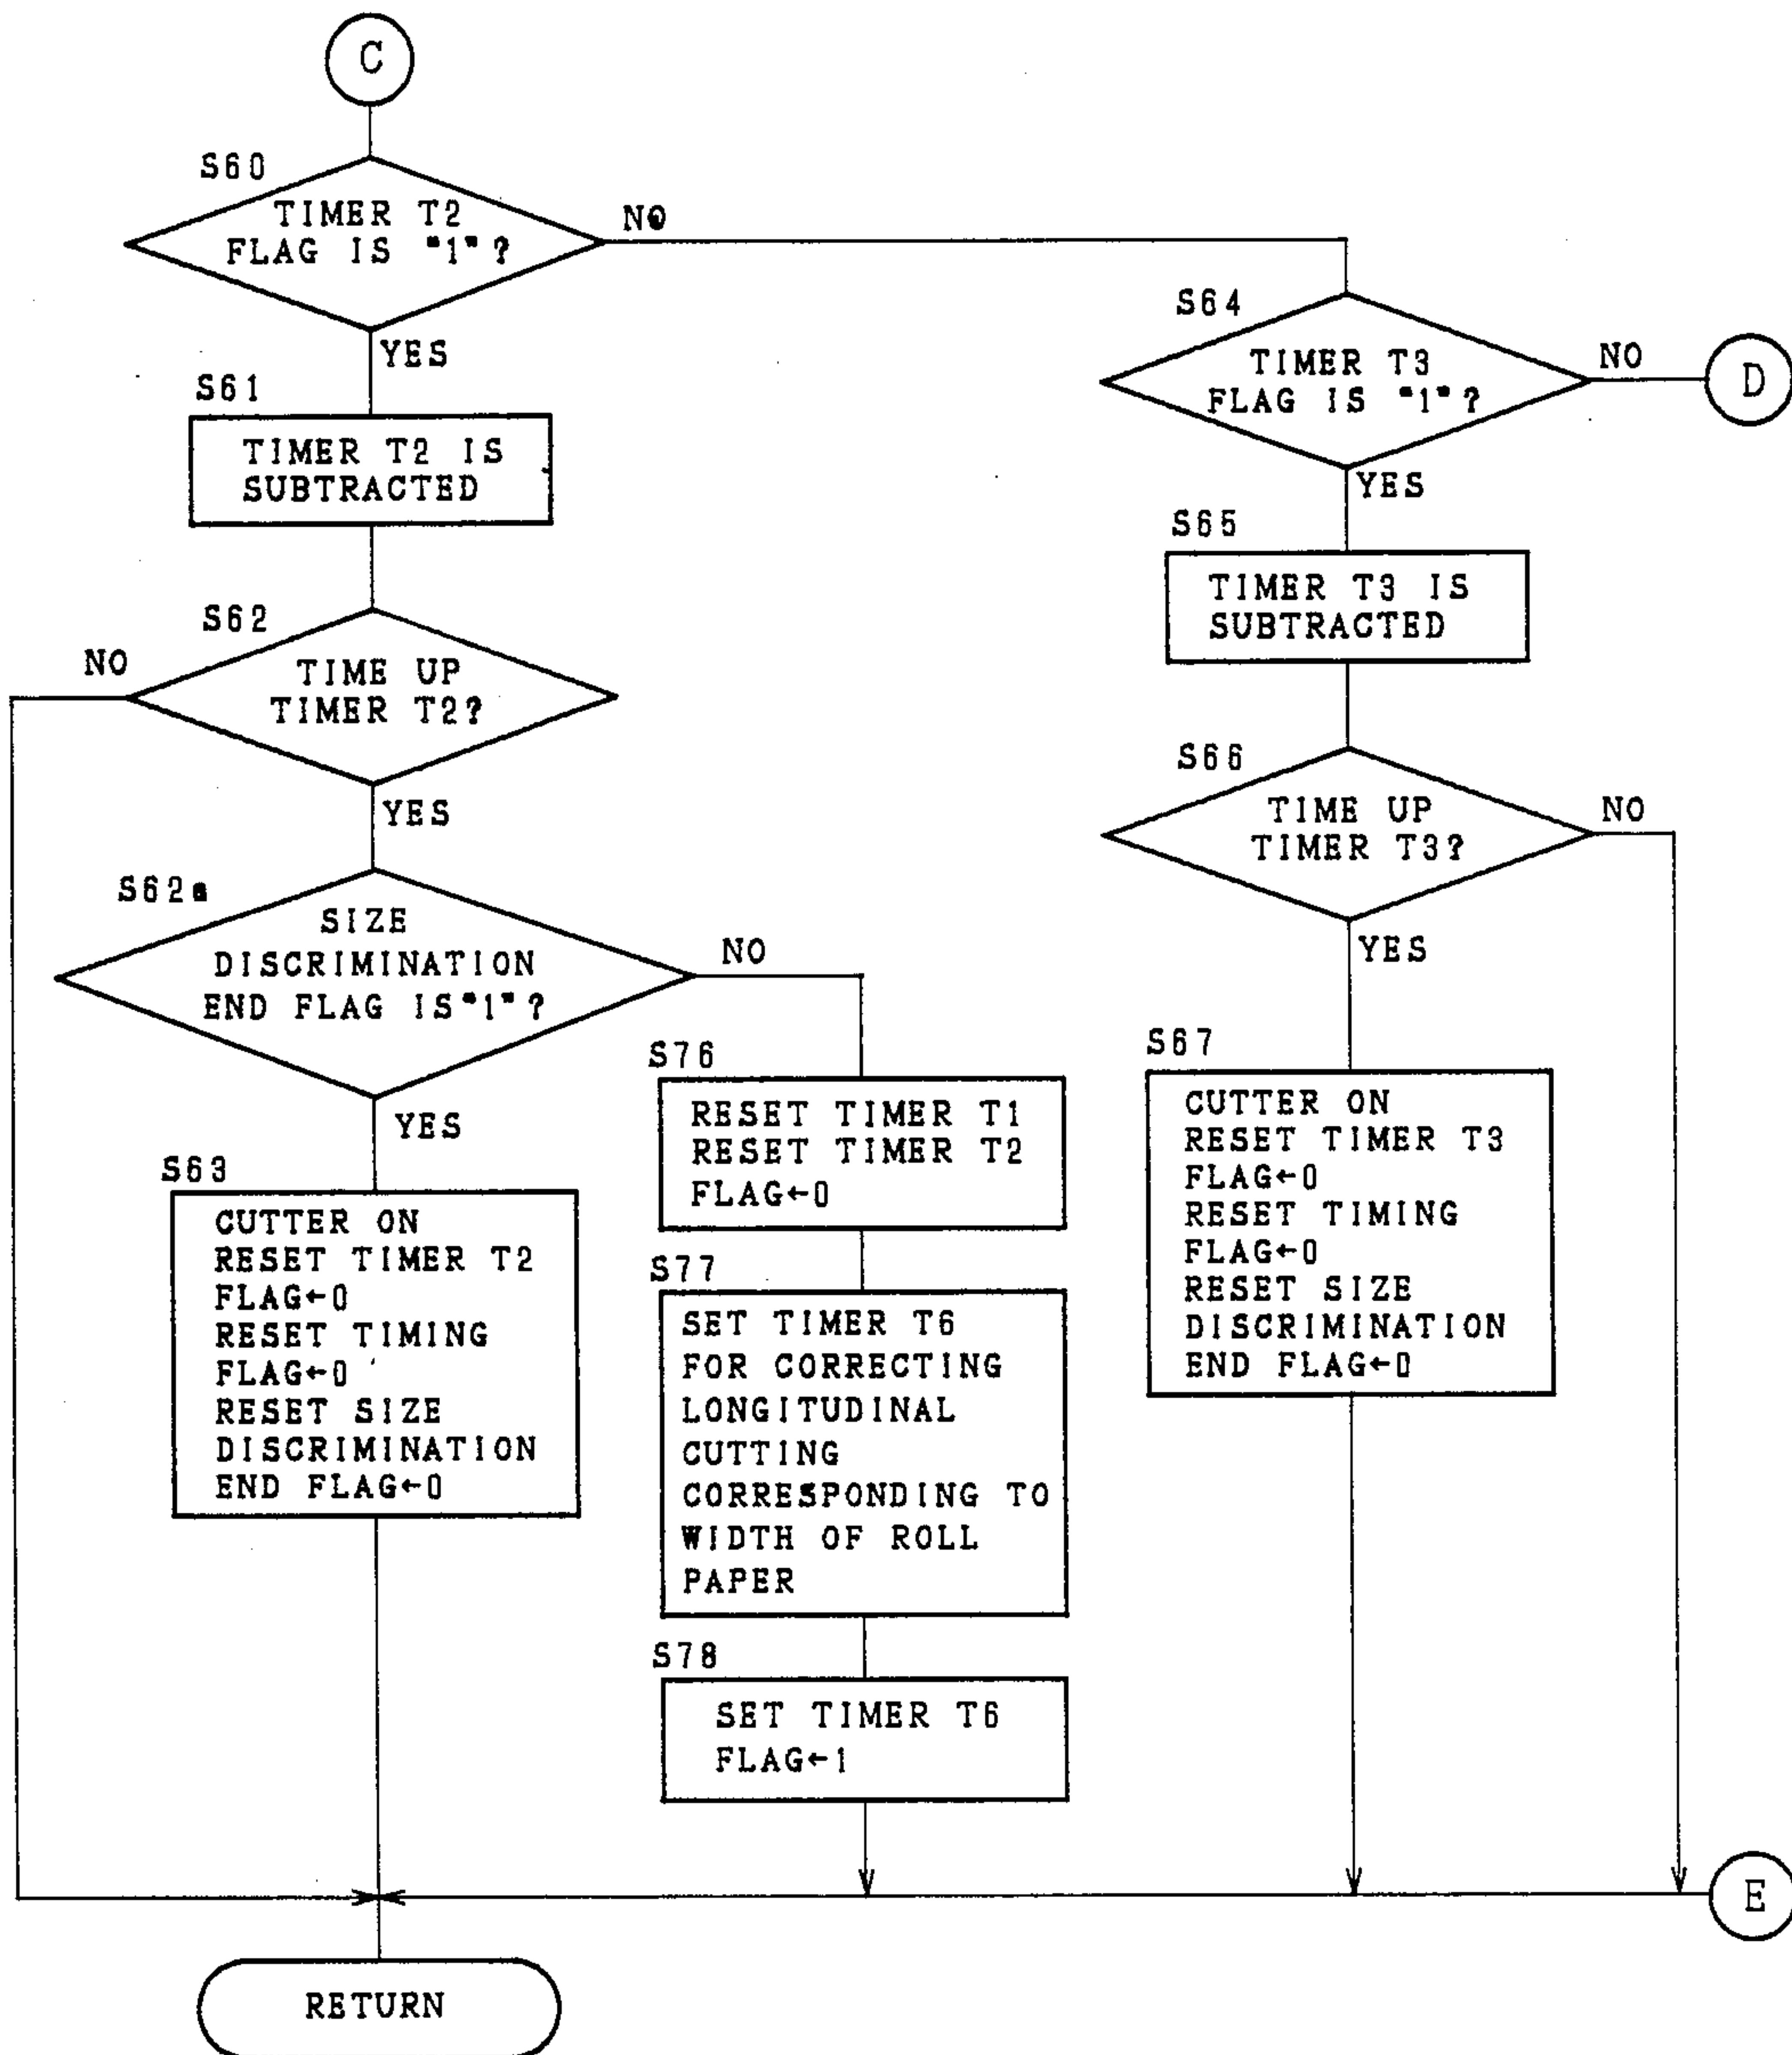 C
S60
TIMER T2
FLAG IS "1"?
NO
YES
S61
TIMER T2 IS
SUBTRACTED
S62
NO
TIME UP
TIMER T2?
YES
S62a
SIZE
DISCRIMINATION
END FLAG IS "1"?
NO
YES
S63
CUTTER ON
RESET TIMER T2
FLAG←0
RESET TIMING
FLAG←0
RESET SIZE
DISCRIMINATION
END FLAG←0
S76
RESET TIMER T1
RESET TIMER T2
FLAG←0
S77
SET TIMER T6
FOR CORRECTING
LONGITUDINAL
CUTTING
CORRESPONDING TO
WIDTH OF ROLL
PAPER
S78
SET TIMER T6
FLAG←1
S64
TIMER T3
FLAG IS "1"?
NO
D
YES
S65
TIMER T3 IS
SUBTRACTED
S66
TIME UP
TIMER T3?
NO
YES
S67
CUTTER ON
RESET TIMER T3
FLAG←0
RESET TIMING
FLAG←0
RESET SIZE
DISCRIMINATION
END FLAG←0
E
RETURN